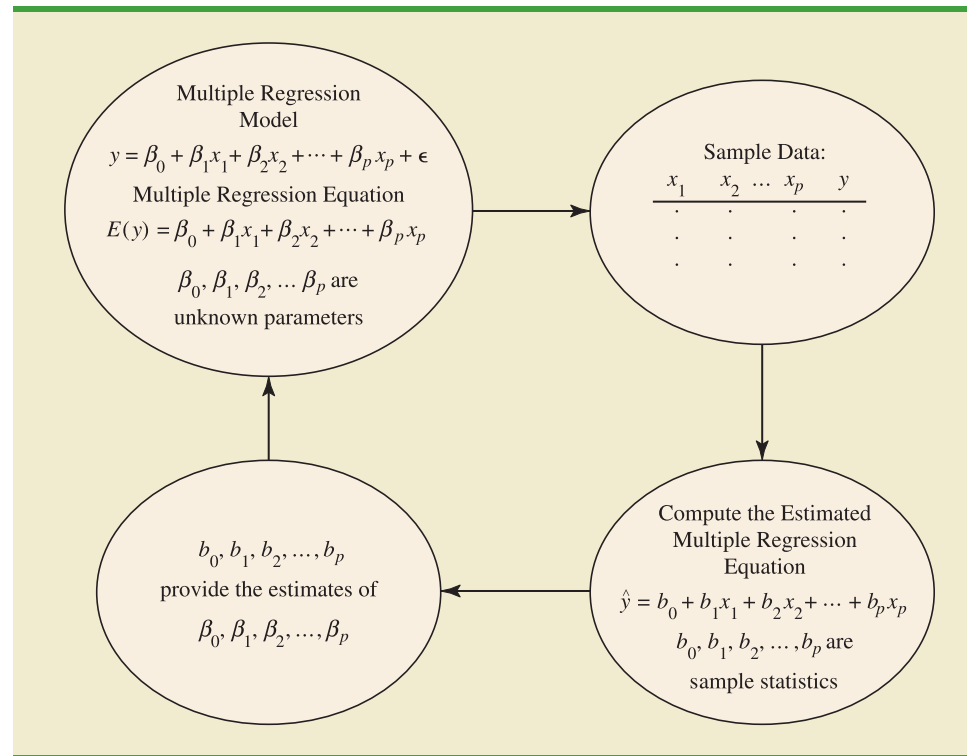 Multiple Regression
Model
y = β₀ + β₁x₁ + β₂x₂ + ⋯ + βₚxₚ + ϵ
Multiple Regression Equation
E(y) = β₀ + β₁x₁ + β₂x₂ + ⋯ + βₚxₚ
β₀, β₁, β₂, … βₚ are
unknown parameters
Sample Data:
x₁ x₂ … xₚ y
. . . .
. . . .
. . . .
Compute the Estimated
Multiple Regression
Equation
ŷ = b₀ + b₁x₁ + b₂x₂ + ⋯ + bₚxₚ
b₀, b₁, b₂, … , bₚ are
sample statistics
b₀, b₁, b₂, …, bₚ
provide the estimates of
β₀, β₁, β₂, …, βₚ